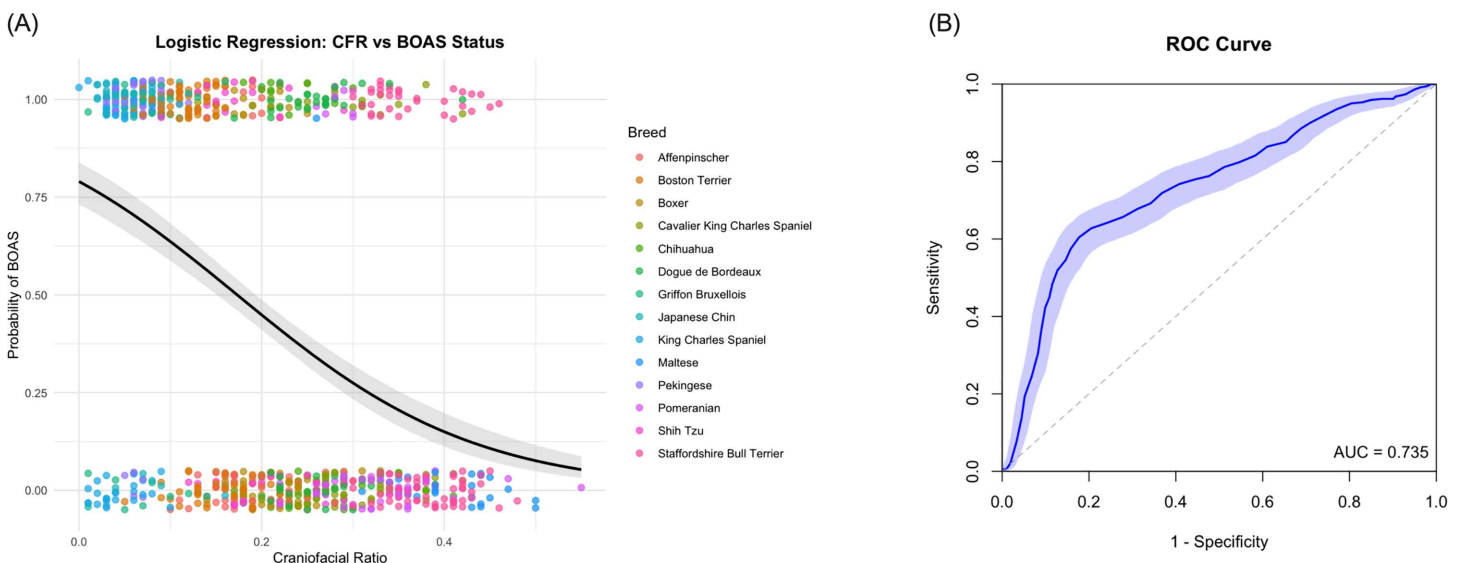 (A)
Logistic Regression: CFR vs BOAS Status
1.00
0.75
0.50
0.25
0.00
Probability of BOAS
0.0
0.2
0.4
Craniofacial Ratio
Breed
Affenpinscher
Boston Terrier
Boxer
Cavalier King Charles Spaniel
Chihuahua
Dogue de Bordeaux
Griffon Bruxellois
Japanese Chin
King Charles Spaniel
Maltese
Pekingese
Pomeranian
Shih Tzu
Staffordshire Bull Terrier
(B)
ROC Curve
1.0
0.8
0.6
0.4
0.2
0.0
Sensitivity
AUC = 0.735
0.0
0.2
0.4
0.6
0.8
1.0
1 - Specificity